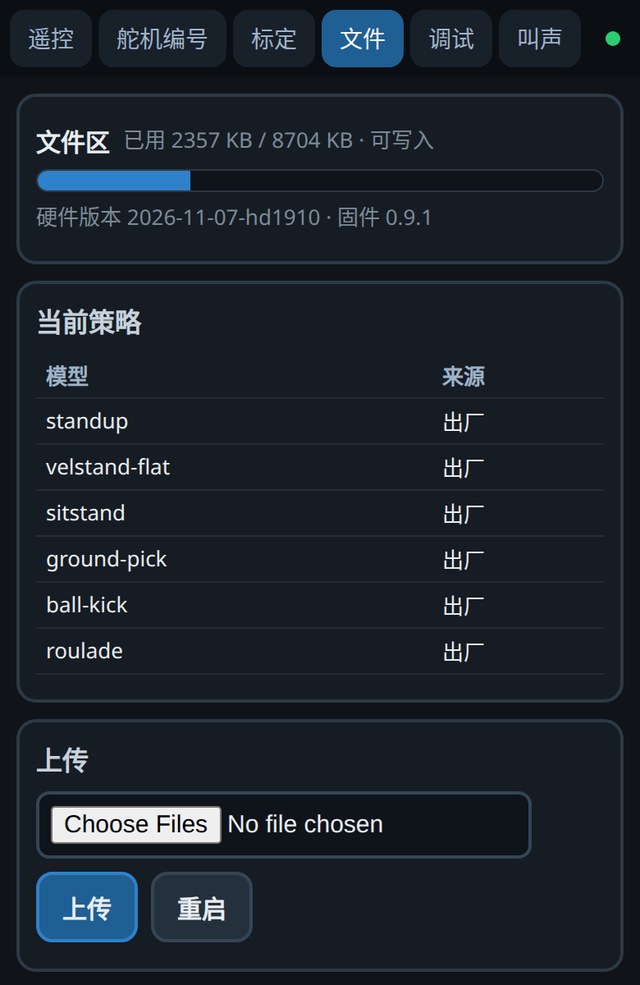 遥控 舵机编号 标定 文件 调试 叫声
文件区 已用 2357 KB / 8704 KB · 可写入
硬件版本 2026-11-07-hd1910 · 固件 0.9.1
当前策略
模型 来源
standup 出厂
velstand-flat 出厂
sitstand 出厂
ground-pick 出厂
ball-kick 出厂
roulade 出厂
上传
Choose Files No file chosen
上传 重启